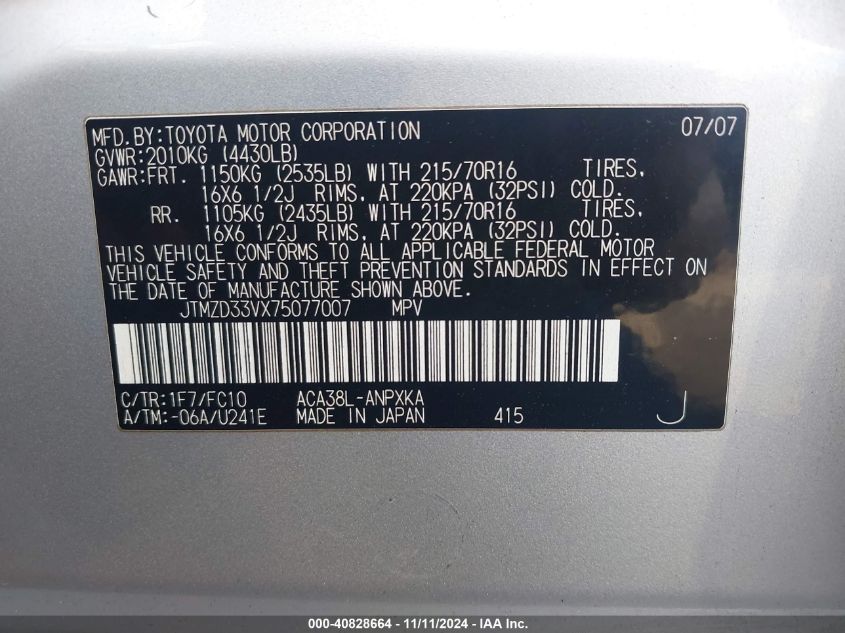 MFD.BY:TOYOTA MOTOR CORPORATION 07/07
GVWR:2010KG (4430LB)
GAWR:FRT. 1150KG (2535LB) WITH 215/70R16 TIRES,
16X6 1/2J RIMS, AT 220KPA (32PSI) COLD.
RR. 1105KG (2435LB) WITH 215/70R16 TIRES,
16X6 1/2J RIMS, AT 220KPA (32PSI) COLD.
THIS VEHICLE CONFORMS TO ALL APPLICABLE FEDERAL MOTOR
VEHICLE SAFETY AND THEFT PREVENTION STANDARDS IN EFFECT ON
THE DATE OF MANUFACTURE SHOWN ABOVE.
JTMZD33VX75077007 MPV
C/TR:1F7/FC10 ACA38L-ANPXKA
A/TM:-06A/U241E MADE IN JAPAN 415 J
000-40828664 - 11/11/2024 - IAA Inc.